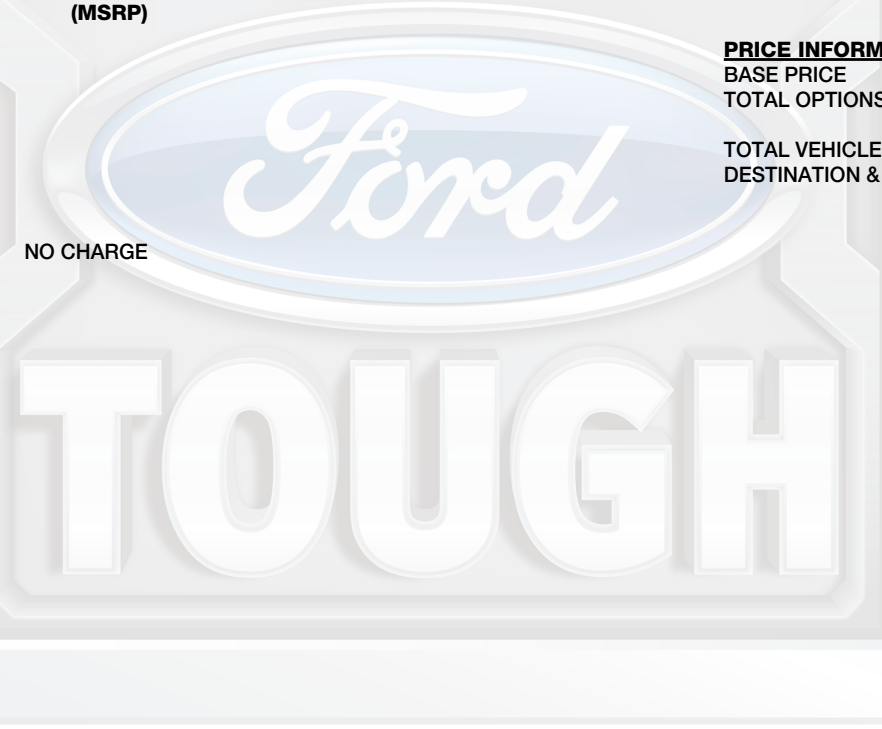 (MSRP)
PRICE INFORM
BASE PRICE
TOTAL OPTIONS
TOTAL VEHICLE
DESTINATION &
NO CHARGE
Ford
TOUGH